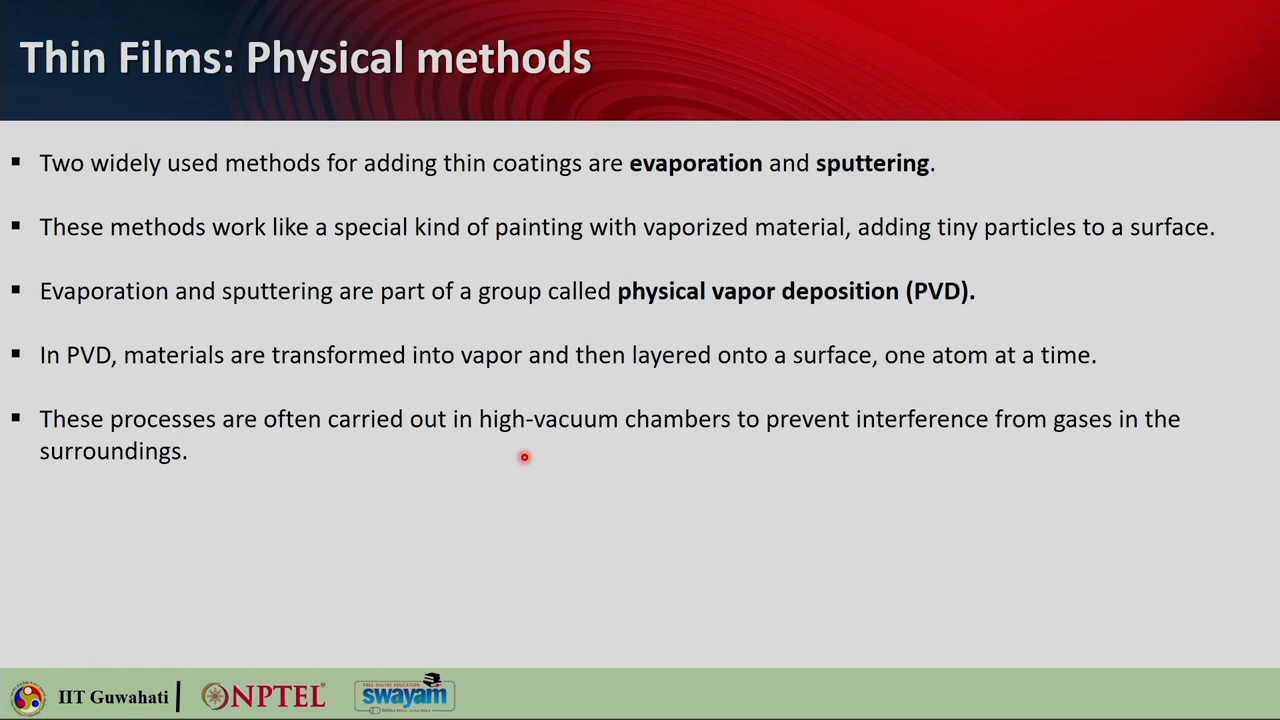 Thin Films: Physical methods
▪ Two widely used methods for adding thin coatings are evaporation and sputtering.
▪ These methods work like a special kind of painting with vaporized material, adding tiny particles to a surface.
▪ Evaporation and sputtering are part of a group called physical vapor deposition (PVD).
▪ In PVD, materials are transformed into vapor and then layered onto a surface, one atom at a time.
▪ These processes are often carried out in high-vacuum chambers to prevent interference from gases in the
surroundings.
IIT Guwahati
NPTEL
FREE ONLINE EDUCATION
swayam